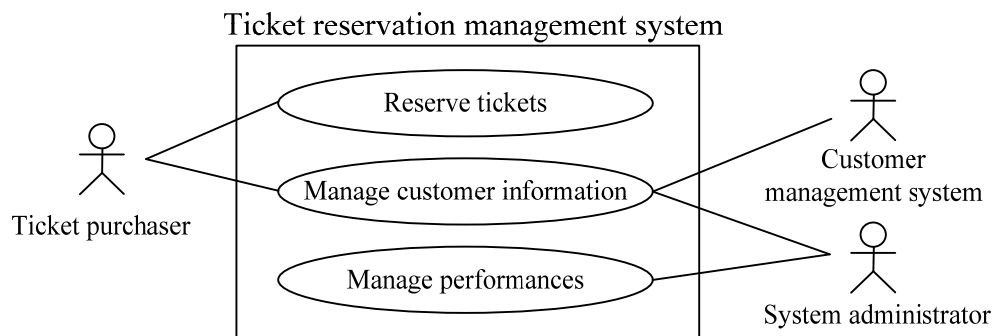 Ticket reservation management system
Reserve tickets
Manage customer information
Manage performances
Ticket purchaser
Customer
management system
System administrator